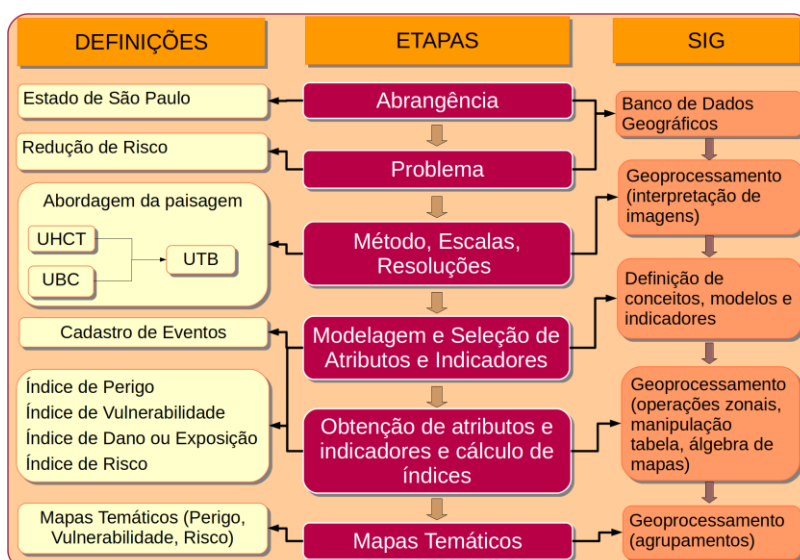 DEFINIÇÕES
ETAPAS
SIG
Estado de São Paulo
Abrangência
Banco de Dados
Geográficos
Redução de Risco
Problema
Abordagem da paisagem
UHCT
UBC
UTB
Método, Escalas,
Resoluções
Geoprocessamento
(interpretação de
imagens)
Cadastro de Eventos
Modelagem e Seleção de
Atributos e Indicadores
Definição de
conceitos, modelos e
indicadores
Índice de Perigo
Índice de Vulnerabilidade
Índice de Dano ou Exposição
Índice de Risco
Obtenção de atributos e
indicadores e cálculo de
índices
Geoprocessamento
(operações zonais,
manipulação
tabela, álgebra de
mapas)
Mapas Temáticos (Perigo,
Vulnerabilidade, Risco)
Mapas Temáticos
Geoprocessamento
(agrupamentos)